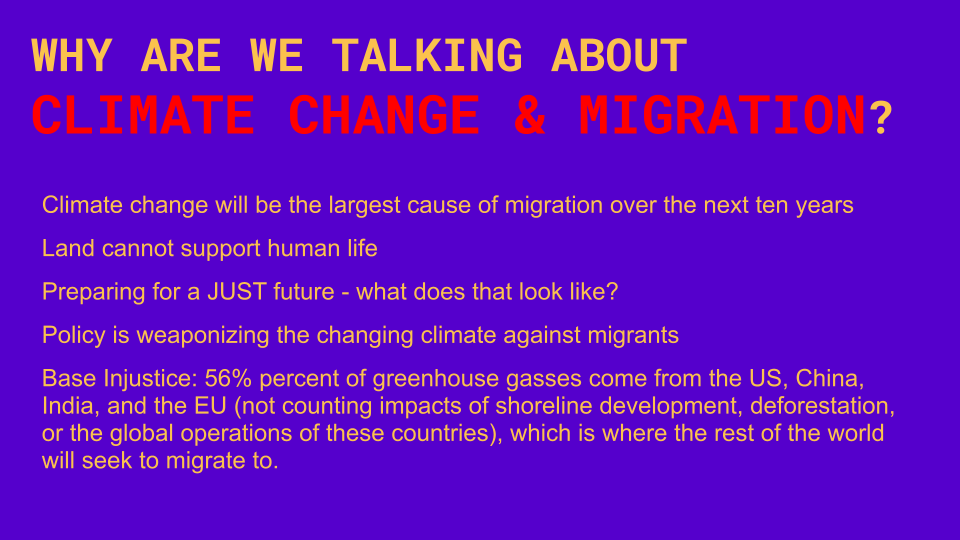 WHY ARE WE TALKING ABOUT
CLIMATE CHANGE & MIGRATION?
Climate change will be the largest cause of migration over the next ten years
Land cannot support human life
Preparing for a JUST future - what does that look like?
Policy is weaponizing the changing climate against migrants
Base Injustice: 56% percent of greenhouse gasses come from the US, China,
India, and the EU (not counting impacts of shoreline development, deforestation,
or the global operations of these countries), which is where the rest of the world
will seek to migrate to.